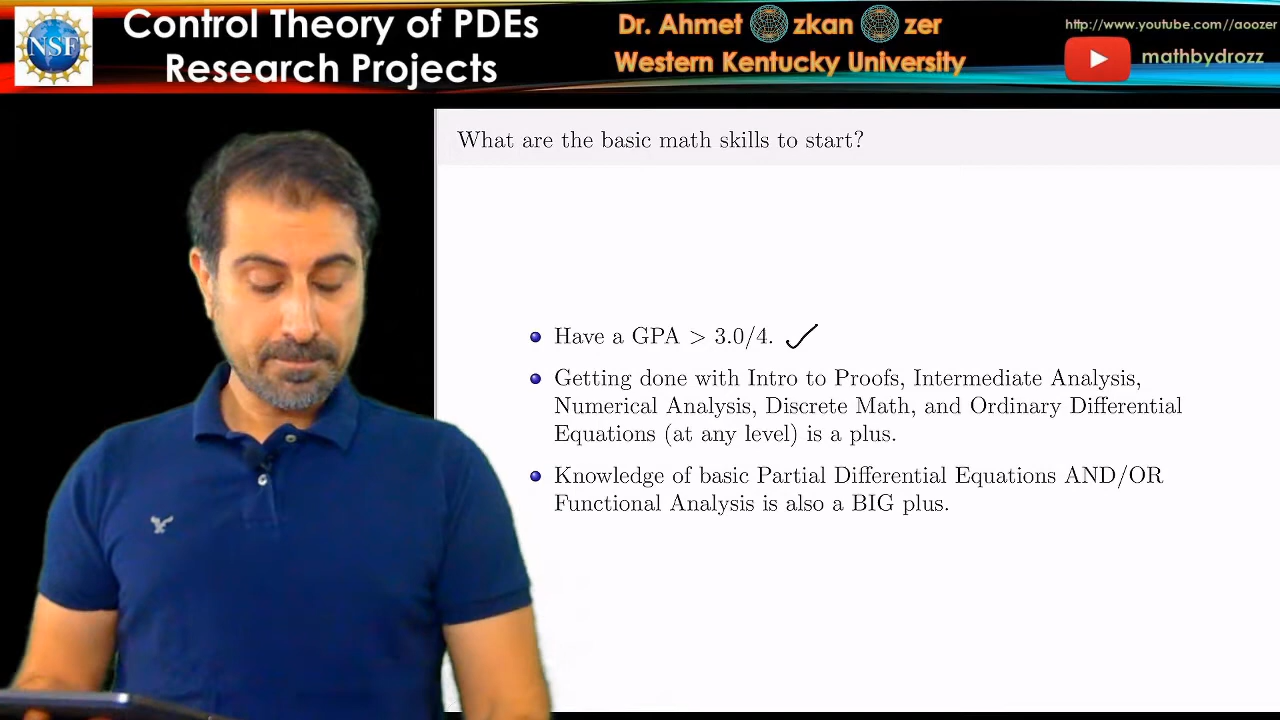 NSF
Control Theory of PDEs
Research Projects
Dr. Ahmet zkan zer
Western Kentucky University
http://www.youtube.com//aoozer
mathbydrozz
What are the basic math skills to start?
Have a GPA > 3.0/4.
Getting done with Intro to Proofs, Intermediate Analysis,
Numerical Analysis, Discrete Math, and Ordinary Differential
Equations (at any level) is a plus.
Knowledge of basic Partial Differential Equations AND/OR
Functional Analysis is also a BIG plus.